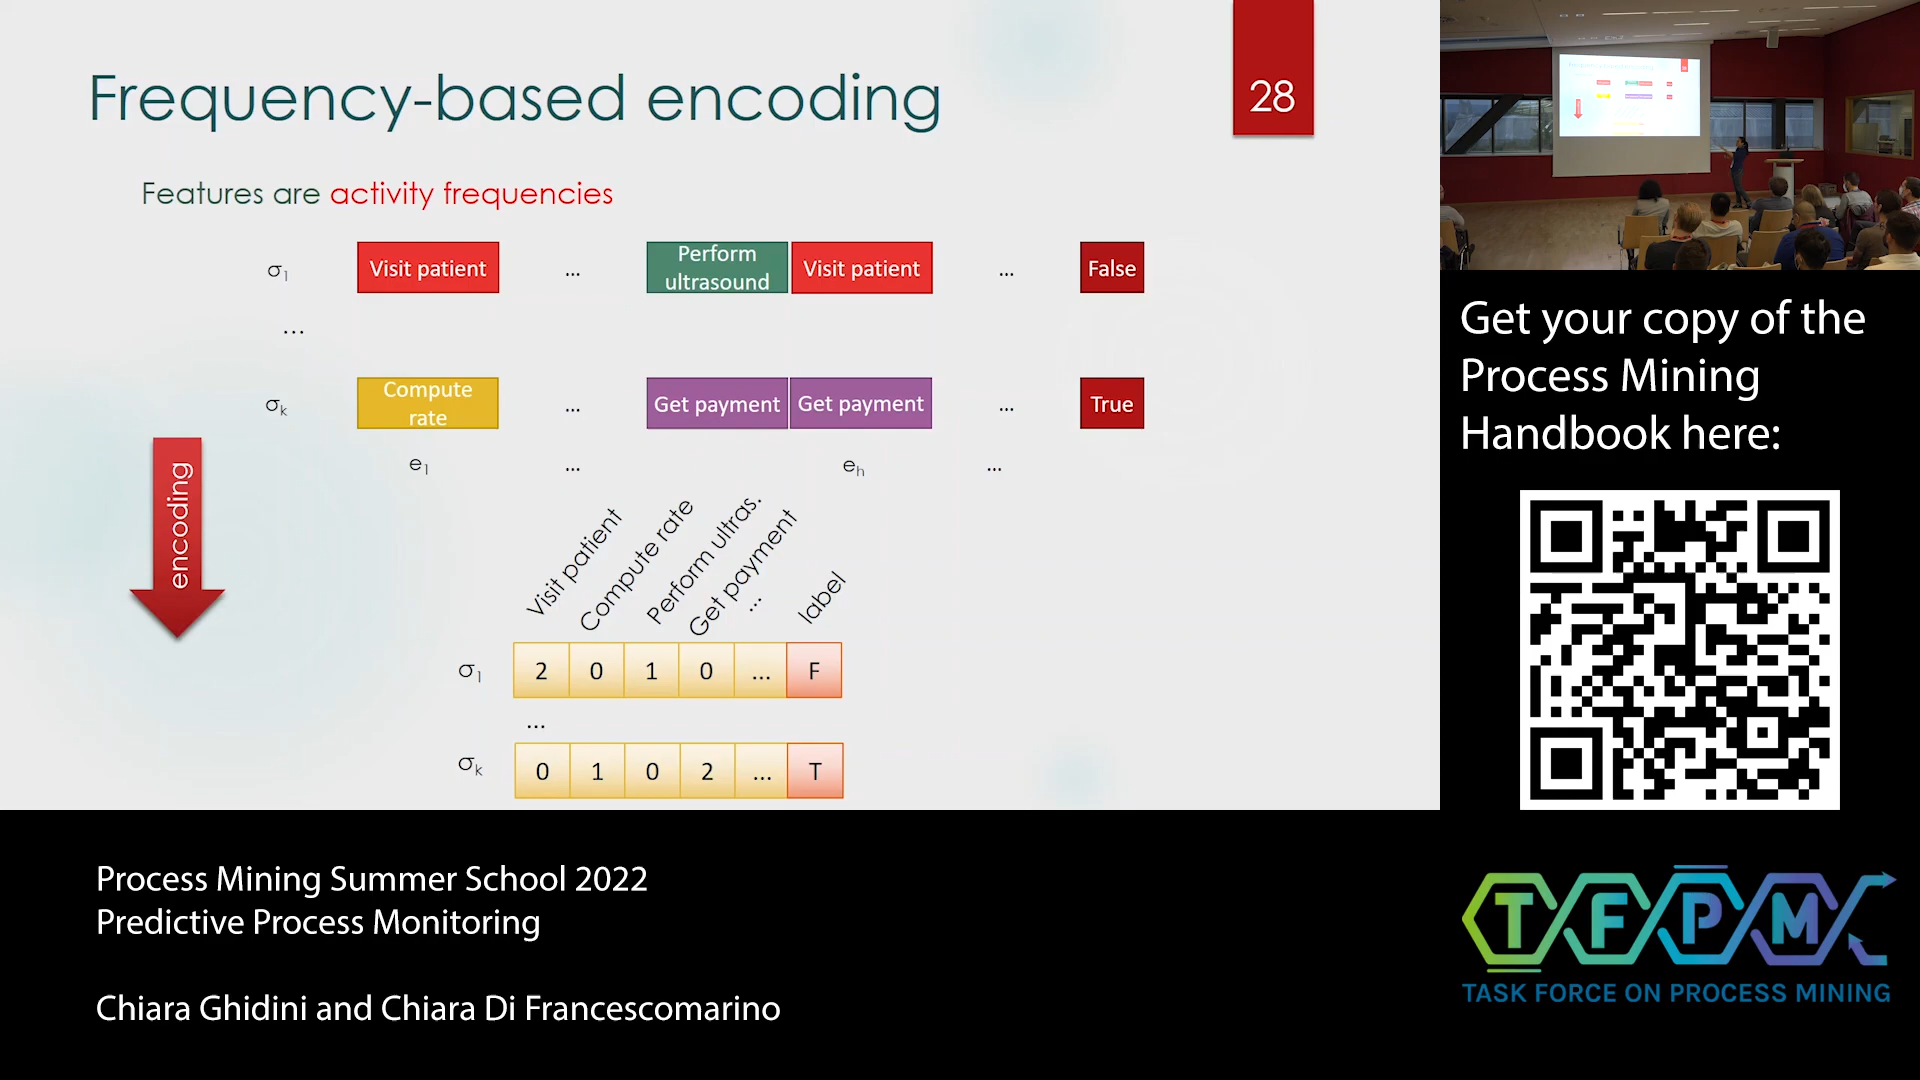 Frequency-based encoding
28
Features are activity frequencies
σ1 Visit patient ... Perform ultrasound Visit patient ... False
...
σk Compute rate ... Get payment Get payment ... True
e1 ... eh ...
encoding
Visit patient Compute rate Perform ultras. Get payment ... label
σ1 2 0 1 0 ... F
...
σk 0 1 0 2 ... T
Get your copy of the
Process Mining
Handbook here:
Process Mining Summer School 2022
Predictive Process Monitoring
Chiara Ghidini and Chiara Di Francescomarino
TFPM
TASK FORCE ON PROCESS MINING